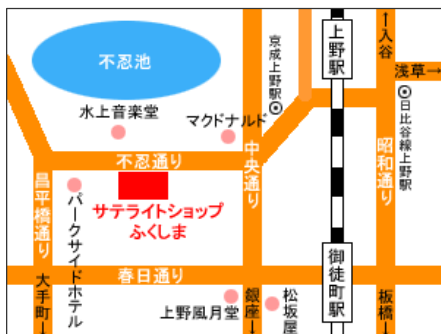 不忍池
水上音楽堂
マクドナルド
京成上野駅
上野駅
↑入谷
浅草→
日比谷線上野駅
不忍通り
中央通り
昭和通り
昌平橋通り
サテライトショップ
ふくしま
パークサイドホテル
春日通り
御徒町駅
大手町↓
上野風月堂
銀座↓
松坂屋
板橋↓